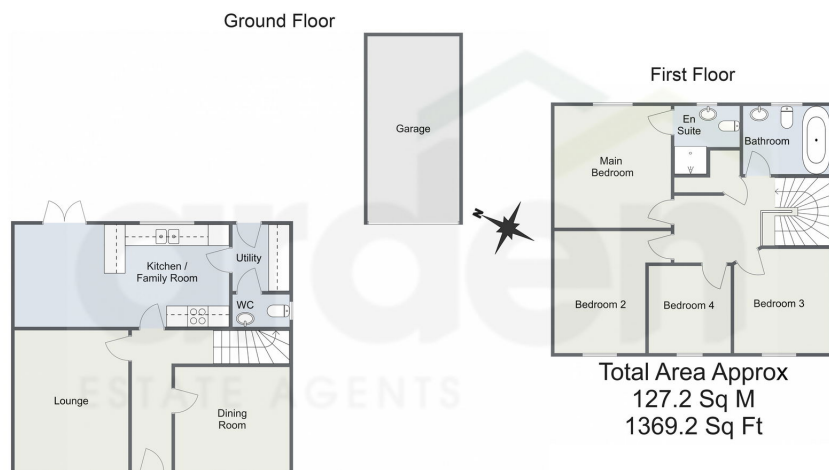 Ground Floor
Garage
Kitchen /
Family Room
Utility
WC
Lounge
Dining
Room
N
First Floor
Main
Bedroom
En
Suite
Bathroom
Bedroom 2
Bedroom 4
Bedroom 3
Total Area Approx
127.2 Sq M
1369.2 Sq Ft
arden
ESTATE AGENTS